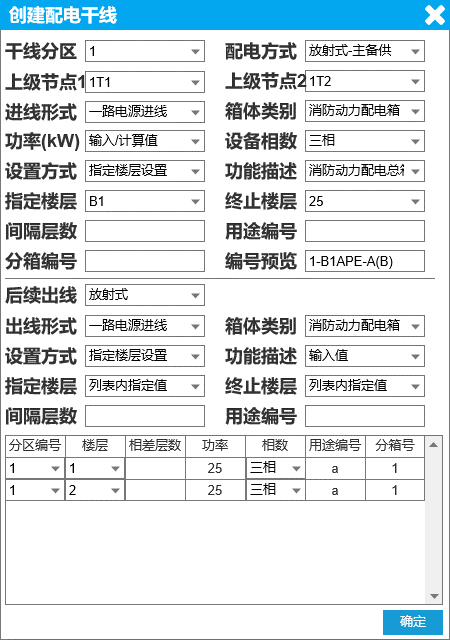 创建配电干线
干线分区 1 配电方式 放射式-主备供
上级节点1 1T1 上级节点2 1T2
进线形式 一路电源进线 箱体类别 消防动力配电箱
功率(kW) 输入/计算值 设备相数 三相
设置方式 指定楼层设置 功能描述 消防动力配电总箱
指定楼层 B1 终止楼层 25
间隔层数 用途编号
分箱编号 编号预览 1-B1APE-A(B)
后续出线 放射式
出线形式 一路电源进线 箱体类别 消防动力配电箱
设置方式 指定楼层设置 功能描述 输入值
指定楼层 列表内指定值 终止楼层 列表内指定值
间隔层数 用途编号
分区编号 楼层 相差层数 功率 相数 用途编号 分箱号
1 1 25 三相 a 1
1 2 25 三相 a 1
确定